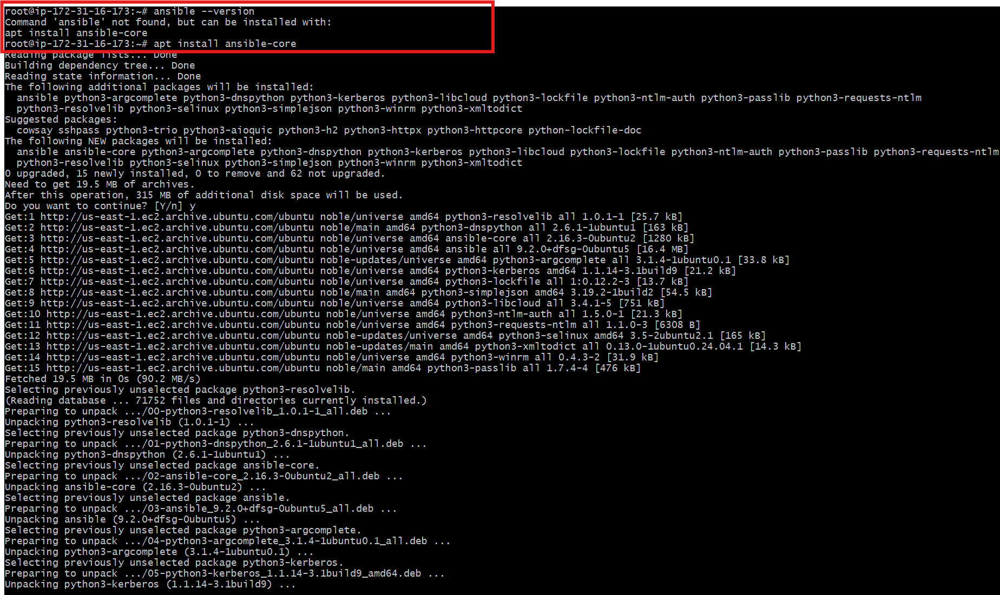 root@ip-172-31-16-173:~# ansible --version
Command 'ansible' not found, but can be installed with:
apt install ansible-core
root@ip-172-31-16-173:~# apt install ansible-core
Reading package lists... Done
Building dependency tree... Done
Reading state information... Done
The following additional packages will be installed:
  ansible python3-argcomplete python3-dnspython python3-kerberos python3-libcloud python3-lockfile python3-ntlm-auth python3-passlib python3-requests-ntlm
  python3-resolvelib python3-selinux python3-simplejson python3-winrm python3-xmltodict
Suggested packages:
  cowsay sshpass python3-trio python3-aioquic python3-h2 python3-httpx python3-httpcore python-lockfile-doc
The following NEW packages will be installed:
  ansible ansible-core python3-argcomplete python3-dnspython python3-kerberos python3-libcloud python3-lockfile python3-ntlm-auth python3-passlib python3-requests-ntlm
  python3-resolvelib python3-selinux python3-simplejson python3-winrm python3-xmltodict
0 upgraded, 15 newly installed, 0 to remove and 62 not upgraded.
Need to get 19.5 MB of archives.
After this operation, 315 MB of additional disk space will be used.
Do you want to continue? [Y/n] y
Get:1 http://us-east-1.ec2.archive.ubuntu.com/ubuntu noble/universe amd64 python3-resolvelib all 1.0.1-1 [25.7 kB]
Get:2 http://us-east-1.ec2.archive.ubuntu.com/ubuntu noble/main amd64 python3-dnspython all 2.6.1-1ubuntu1 [163 kB]
Get:3 http://us-east-1.ec2.archive.ubuntu.com/ubuntu noble/universe amd64 ansible-core all 2.16.3-0ubuntu2 [1280 kB]
Get:4 http://us-east-1.ec2.archive.ubuntu.com/ubuntu noble/universe amd64 ansible all 9.2.0+dfsg-0ubuntu5 [16.4 MB]
Get:5 http://us-east-1.ec2.archive.ubuntu.com/ubuntu noble-updates/universe amd64 python3-argcomplete all 3.1.4-1ubuntu0.1 [33.8 kB]
Get:6 http://us-east-1.ec2.archive.ubuntu.com/ubuntu noble/universe amd64 python3-kerberos amd64 1.1.14-3.1build9 [21.2 kB]
Get:7 http://us-east-1.ec2.archive.ubuntu.com/ubuntu noble/universe amd64 python3-lockfile all 1:0.12.2-3 [13.7 kB]
Get:8 http://us-east-1.ec2.archive.ubuntu.com/ubuntu noble/main amd64 python3-simplejson amd64 3.19.2-1build2 [54.5 kB]
Get:9 http://us-east-1.ec2.archive.ubuntu.com/ubuntu noble/universe amd64 python3-libcloud all 3.4.1-5 [751 kB]
Get:10 http://us-east-1.ec2.archive.ubuntu.com/ubuntu noble/universe amd64 python3-ntlm-auth all 1.5.0-1 [21.3 kB]
Get:11 http://us-east-1.ec2.archive.ubuntu.com/ubuntu noble/universe amd64 python3-requests-ntlm all 1.1.0-3 [6308 B]
Get:12 http://us-east-1.ec2.archive.ubuntu.com/ubuntu noble-updates/universe amd64 python3-selinux amd64 3.5-2ubuntu2.1 [165 kB]
Get:13 http://us-east-1.ec2.archive.ubuntu.com/ubuntu noble-updates/main amd64 python3-xmltodict all 0.13.0-1ubuntu0.24.04.1 [14.3 kB]
Get:14 http://us-east-1.ec2.archive.ubuntu.com/ubuntu noble/universe amd64 python3-winrm all 0.4.3-2 [31.9 kB]
Get:15 http://us-east-1.ec2.archive.ubuntu.com/ubuntu noble/main amd64 python3-passlib all 1.7.4-4 [476 kB]
Fetched 19.5 MB in 0s (90.2 MB/s)
Selecting previously unselected package python3-resolvelib.
(Reading database ... 71752 files and directories currently installed.)
Preparing to unpack .../00-python3-resolvelib_1.0.1-1_all.deb ...
Unpacking python3-resolvelib (1.0.1-1) ...
Selecting previously unselected package python3-dnspython.
Preparing to unpack .../01-python3-dnspython_2.6.1-1ubuntu1_all.deb ...
Unpacking python3-dnspython (2.6.1-1ubuntu1) ...
Selecting previously unselected package ansible-core.
Preparing to unpack .../02-ansible-core_2.16.3-0ubuntu2_all.deb ...
Unpacking ansible-core (2.16.3-0ubuntu2) ...
Selecting previously unselected package ansible.
Preparing to unpack .../03-ansible_9.2.0+dfsg-0ubuntu5_all.deb ...
Unpacking ansible (9.2.0+dfsg-0ubuntu5) ...
Selecting previously unselected package python3-argcomplete.
Preparing to unpack .../04-python3-argcomplete_3.1.4-1ubuntu0.1_all.deb ...
Unpacking python3-argcomplete (3.1.4-1ubuntu0.1) ...
Selecting previously unselected package python3-kerberos.
Preparing to unpack .../05-python3-kerberos_1.1.14-3.1build9_amd64.deb ...
Unpacking python3-kerberos (1.1.14-3.1build9) ...